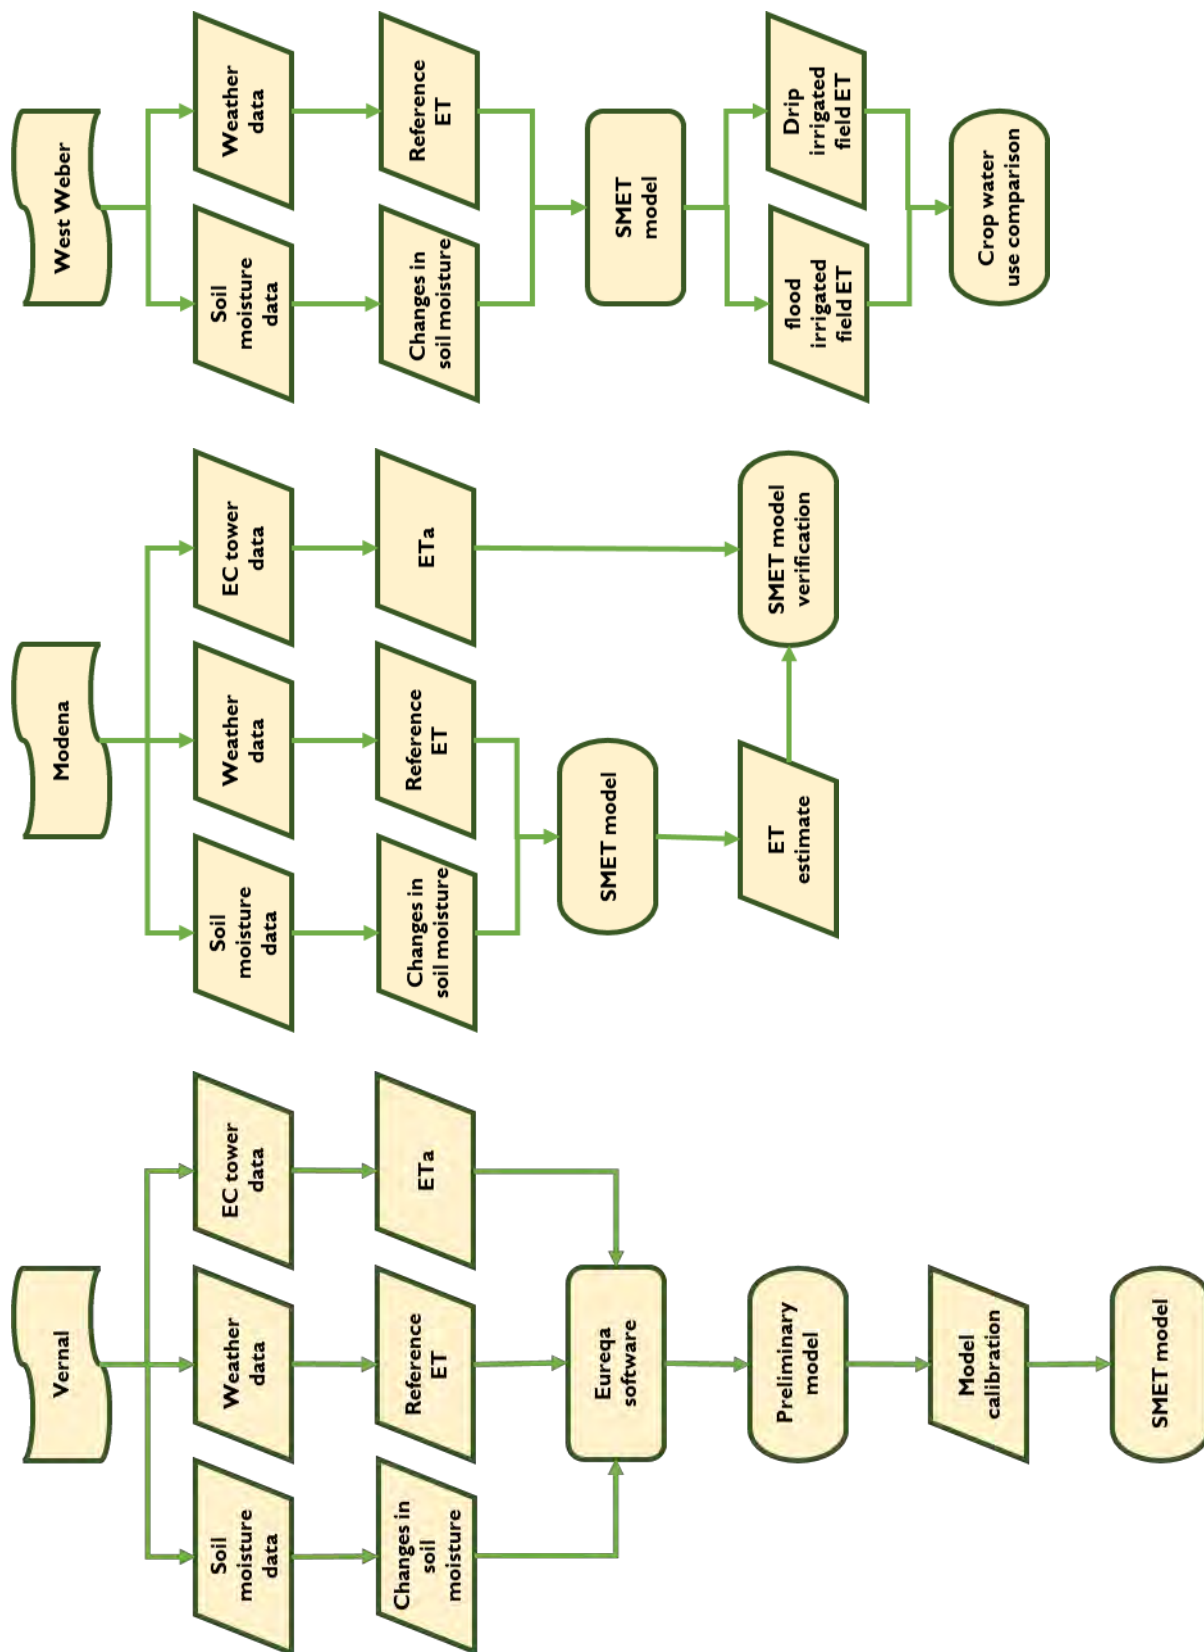 Vernal
Soil
moisture
data
Weather
data
EC tower
data
Changes in
soil
moisture
Reference
ET
ETa
Eureqa
software
Preliminary
model
Model
calibration
SMET model
Modena
Soil
moisture
data
Weather
data
EC tower
data
Changes in
soil moisture
Reference
ET
ETa
SMET model
ET
estimate
SMET model
verification
West Weber
Soil
moisture
data
Weather
data
Changes in
soil moisture
Reference
ET
SMET
model
flood
irrigated
field ET
Drip
irrigated
field ET
Crop water
use comparison